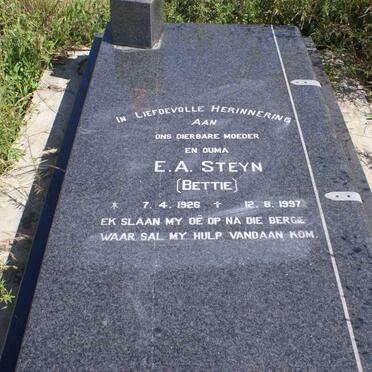 In Liefdevolle Herinnering
Aan
ons dierbare moeder
en ouma
E.A. Steyn
(Bettie)
* 7. 4. 1926 ✝ 12. 8. 1997
Ek slaan my oë op na die berge
waar sal my hulp vandaan kom.